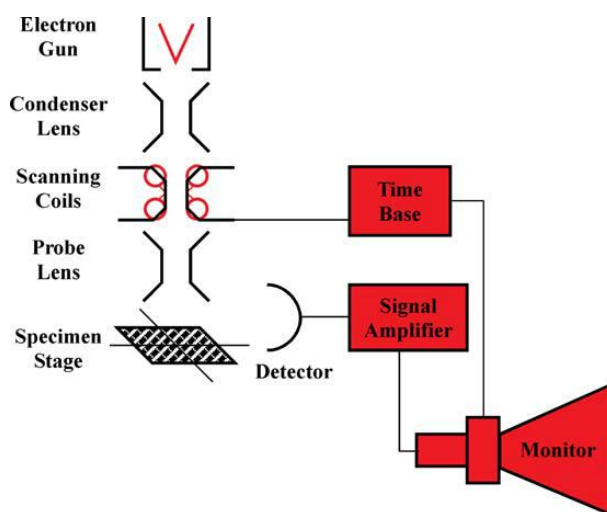 Electron
Gun
Condenser
Lens
Scanning
Coils
Time
Base
Probe
Lens
Signal
Amplifier
Specimen
Stage
Detector
Monitor